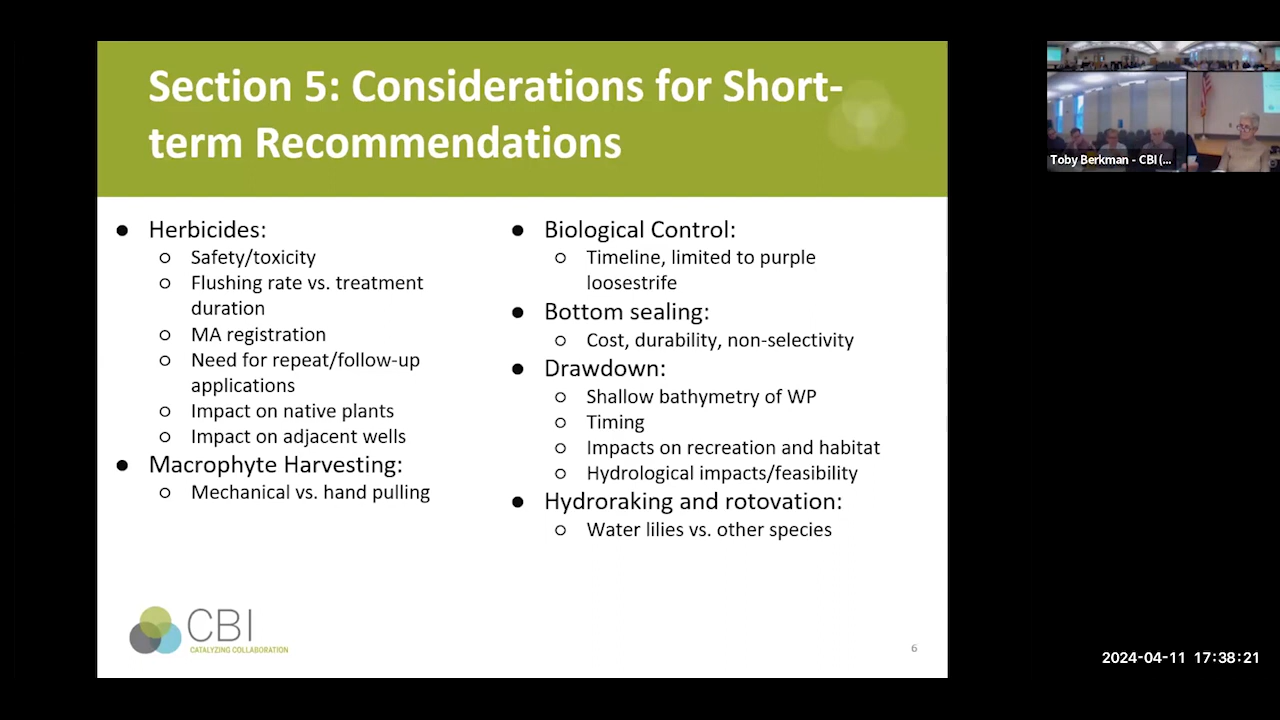 Section 5: Considerations for Short-
term Recommendations
● Herbicides:
○ Safety/toxicity
○ Flushing rate vs. treatment
duration
○ MA registration
○ Need for repeat/follow-up
applications
○ Impact on native plants
○ Impact on adjacent wells
● Macrophyte Harvesting:
○ Mechanical vs. hand pulling
● Biological Control:
○ Timeline, limited to purple
loosestrife
● Bottom sealing:
○ Cost, durability, non-selectivity
● Drawdown:
○ Shallow bathymetry of WP
○ Timing
○ Impacts on recreation and habitat
○ Hydrological impacts/feasibility
● Hydroraking and rotovation:
○ Water lilies vs. other species
CBI
CATALYZING COLLABORATION
6
Toby Berkman - CBI (...
2024-04-11 17:38:21